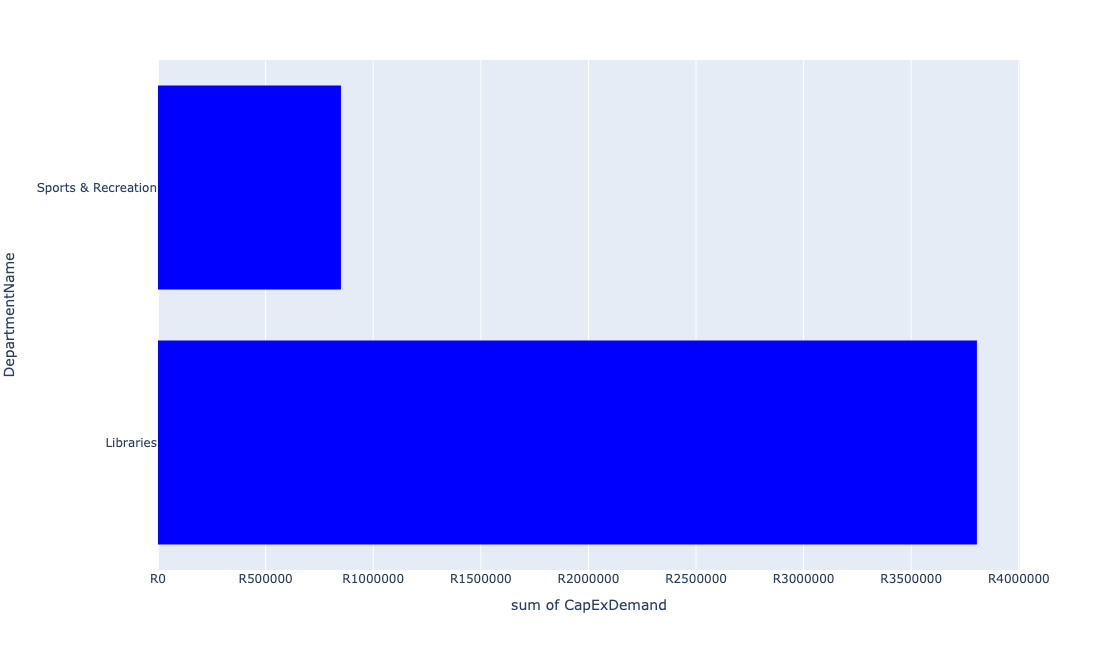 DepartmentName
Sports & Recreation
Libraries
R0 R500000 R1000000 R1500000 R2000000 R2500000 R3000000 R3500000 R4000000
sum of CapExDemand